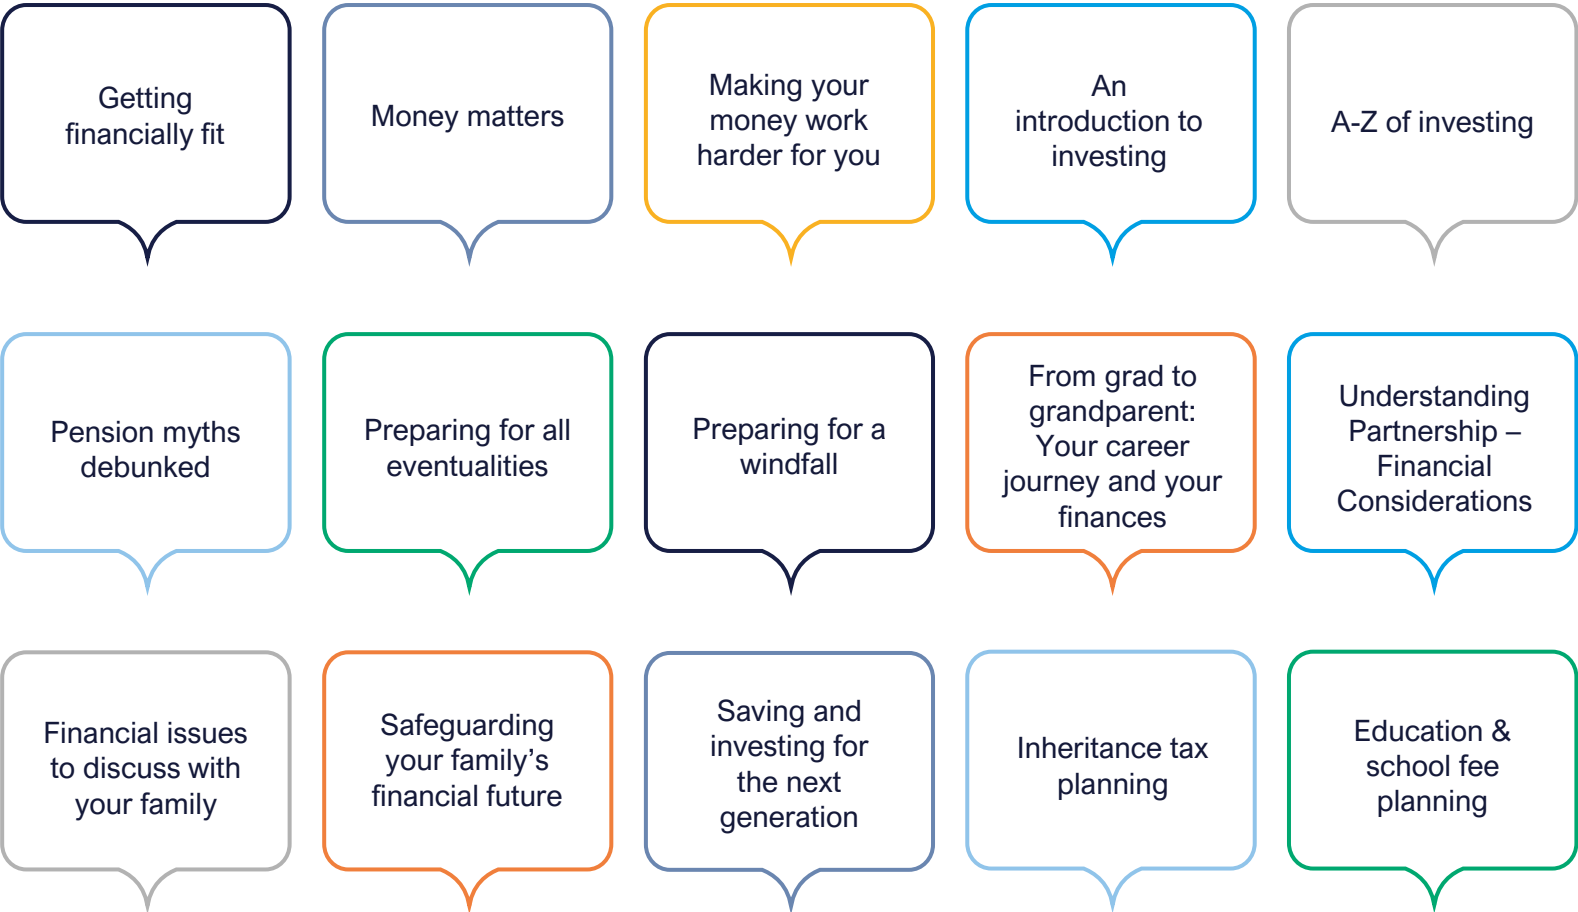 Getting
financially fit
Money matters
Making your
money work
harder for you
An
introduction to
investing
A-Z of investing
Pension myths
debunked
Preparing for all
eventualities
Preparing for a
windfall
From grad to
grandparent:
Your career
journey and your
finances
Understanding
Partnership –
Financial
Considerations
Financial issues
to discuss with
your family
Safeguarding
your family’s
financial future
Saving and
investing for
the next
generation
Inheritance tax
planning
Education &
school fee
planning